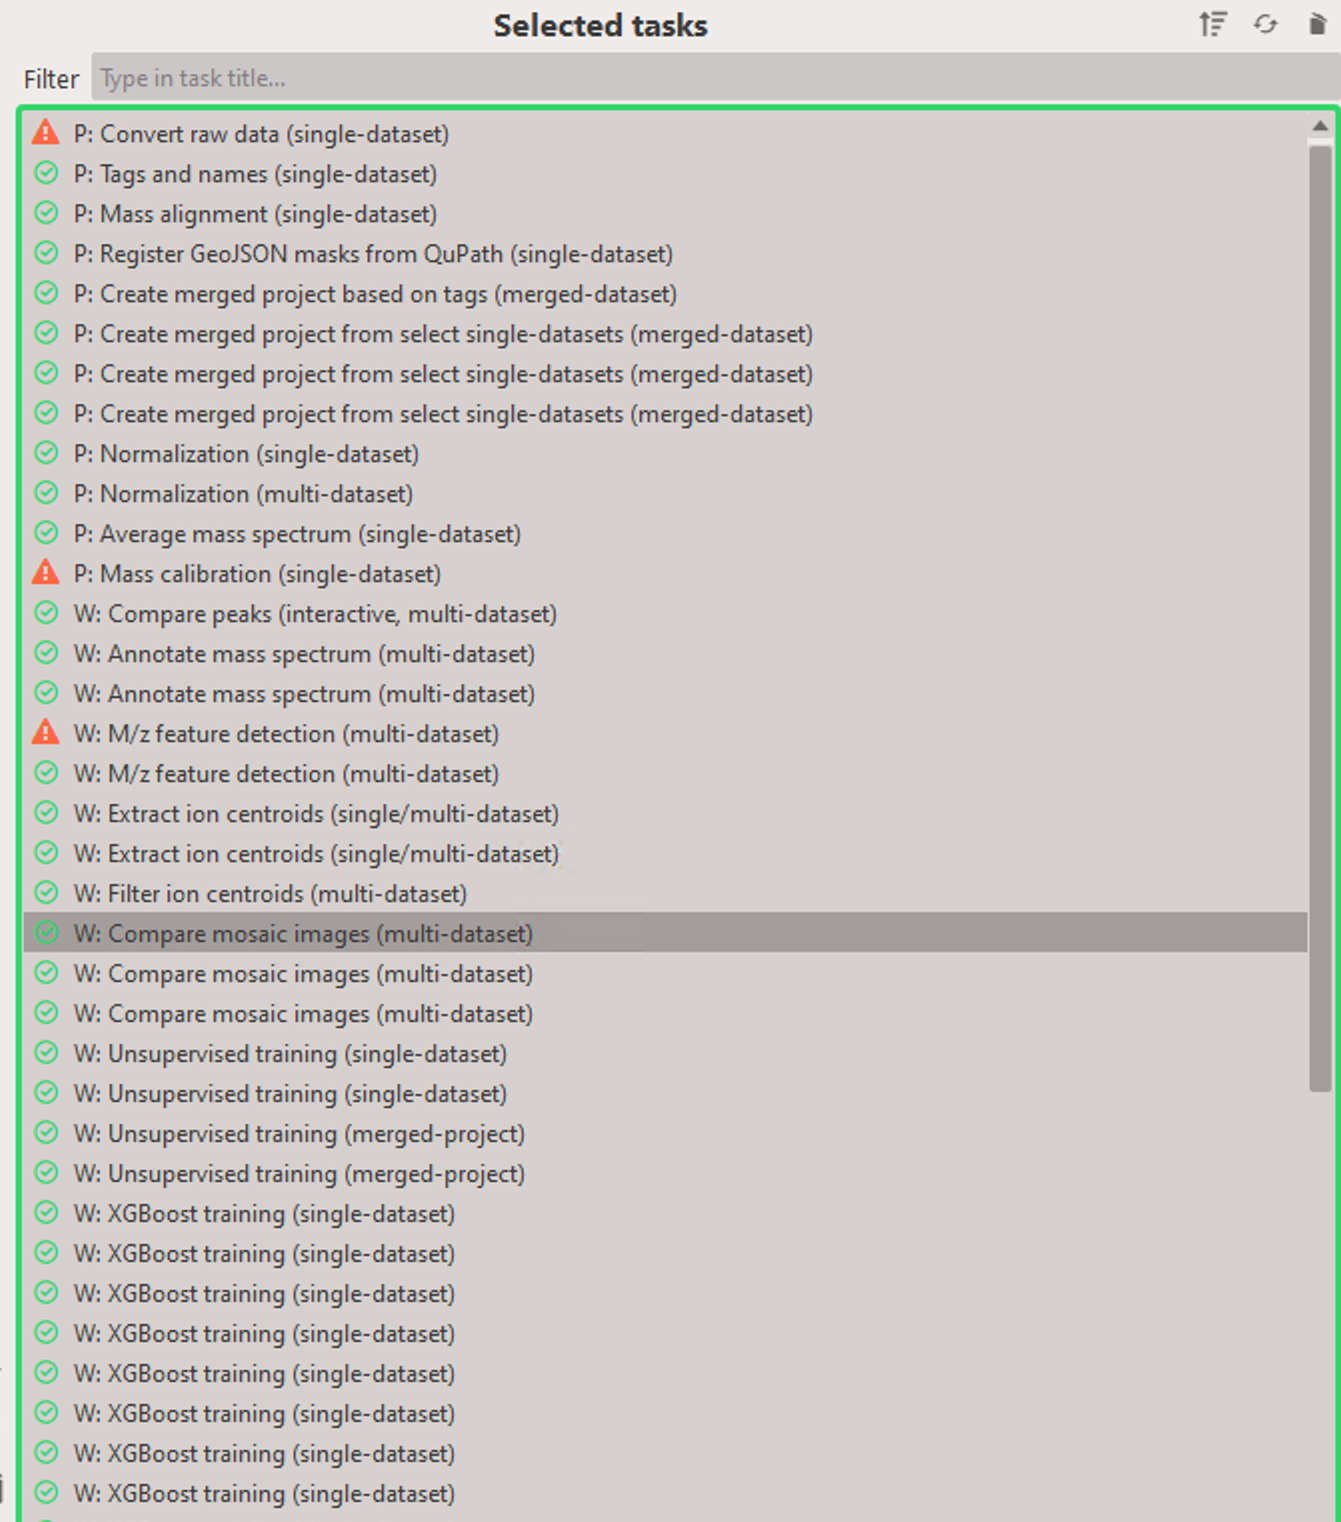 Selected tasks
Filter Type in task title...
P: Convert raw data (single-dataset)
P: Tags and names (single-dataset)
P: Mass alignment (single-dataset)
P: Register GeoJSON masks from QuPath (single-dataset)
P: Create merged project based on tags (merged-dataset)
P: Create merged project from select single-datasets (merged-dataset)
P: Create merged project from select single-datasets (merged-dataset)
P: Create merged project from select single-datasets (merged-dataset)
P: Normalization (single-dataset)
P: Normalization (multi-dataset)
P: Average mass spectrum (single-dataset)
P: Mass calibration (single-dataset)
W: Compare peaks (interactive, multi-dataset)
W: Annotate mass spectrum (multi-dataset)
W: Annotate mass spectrum (multi-dataset)
W: M/z feature detection (multi-dataset)
W: M/z feature detection (multi-dataset)
W: Extract ion centroids (single/multi-dataset)
W: Extract ion centroids (single/multi-dataset)
W: Filter ion centroids (multi-dataset)
W: Compare mosaic images (multi-dataset)
W: Compare mosaic images (multi-dataset)
W: Compare mosaic images (multi-dataset)
W: Unsupervised training (single-dataset)
W: Unsupervised training (single-dataset)
W: Unsupervised training (merged-project)
W: Unsupervised training (merged-project)
W: XGBoost training (single-dataset)
W: XGBoost training (single-dataset)
W: XGBoost training (single-dataset)
W: XGBoost training (single-dataset)
W: XGBoost training (single-dataset)
W: XGBoost training (single-dataset)
W: XGBoost training (single-dataset)
W: XGBoost training (single-dataset)